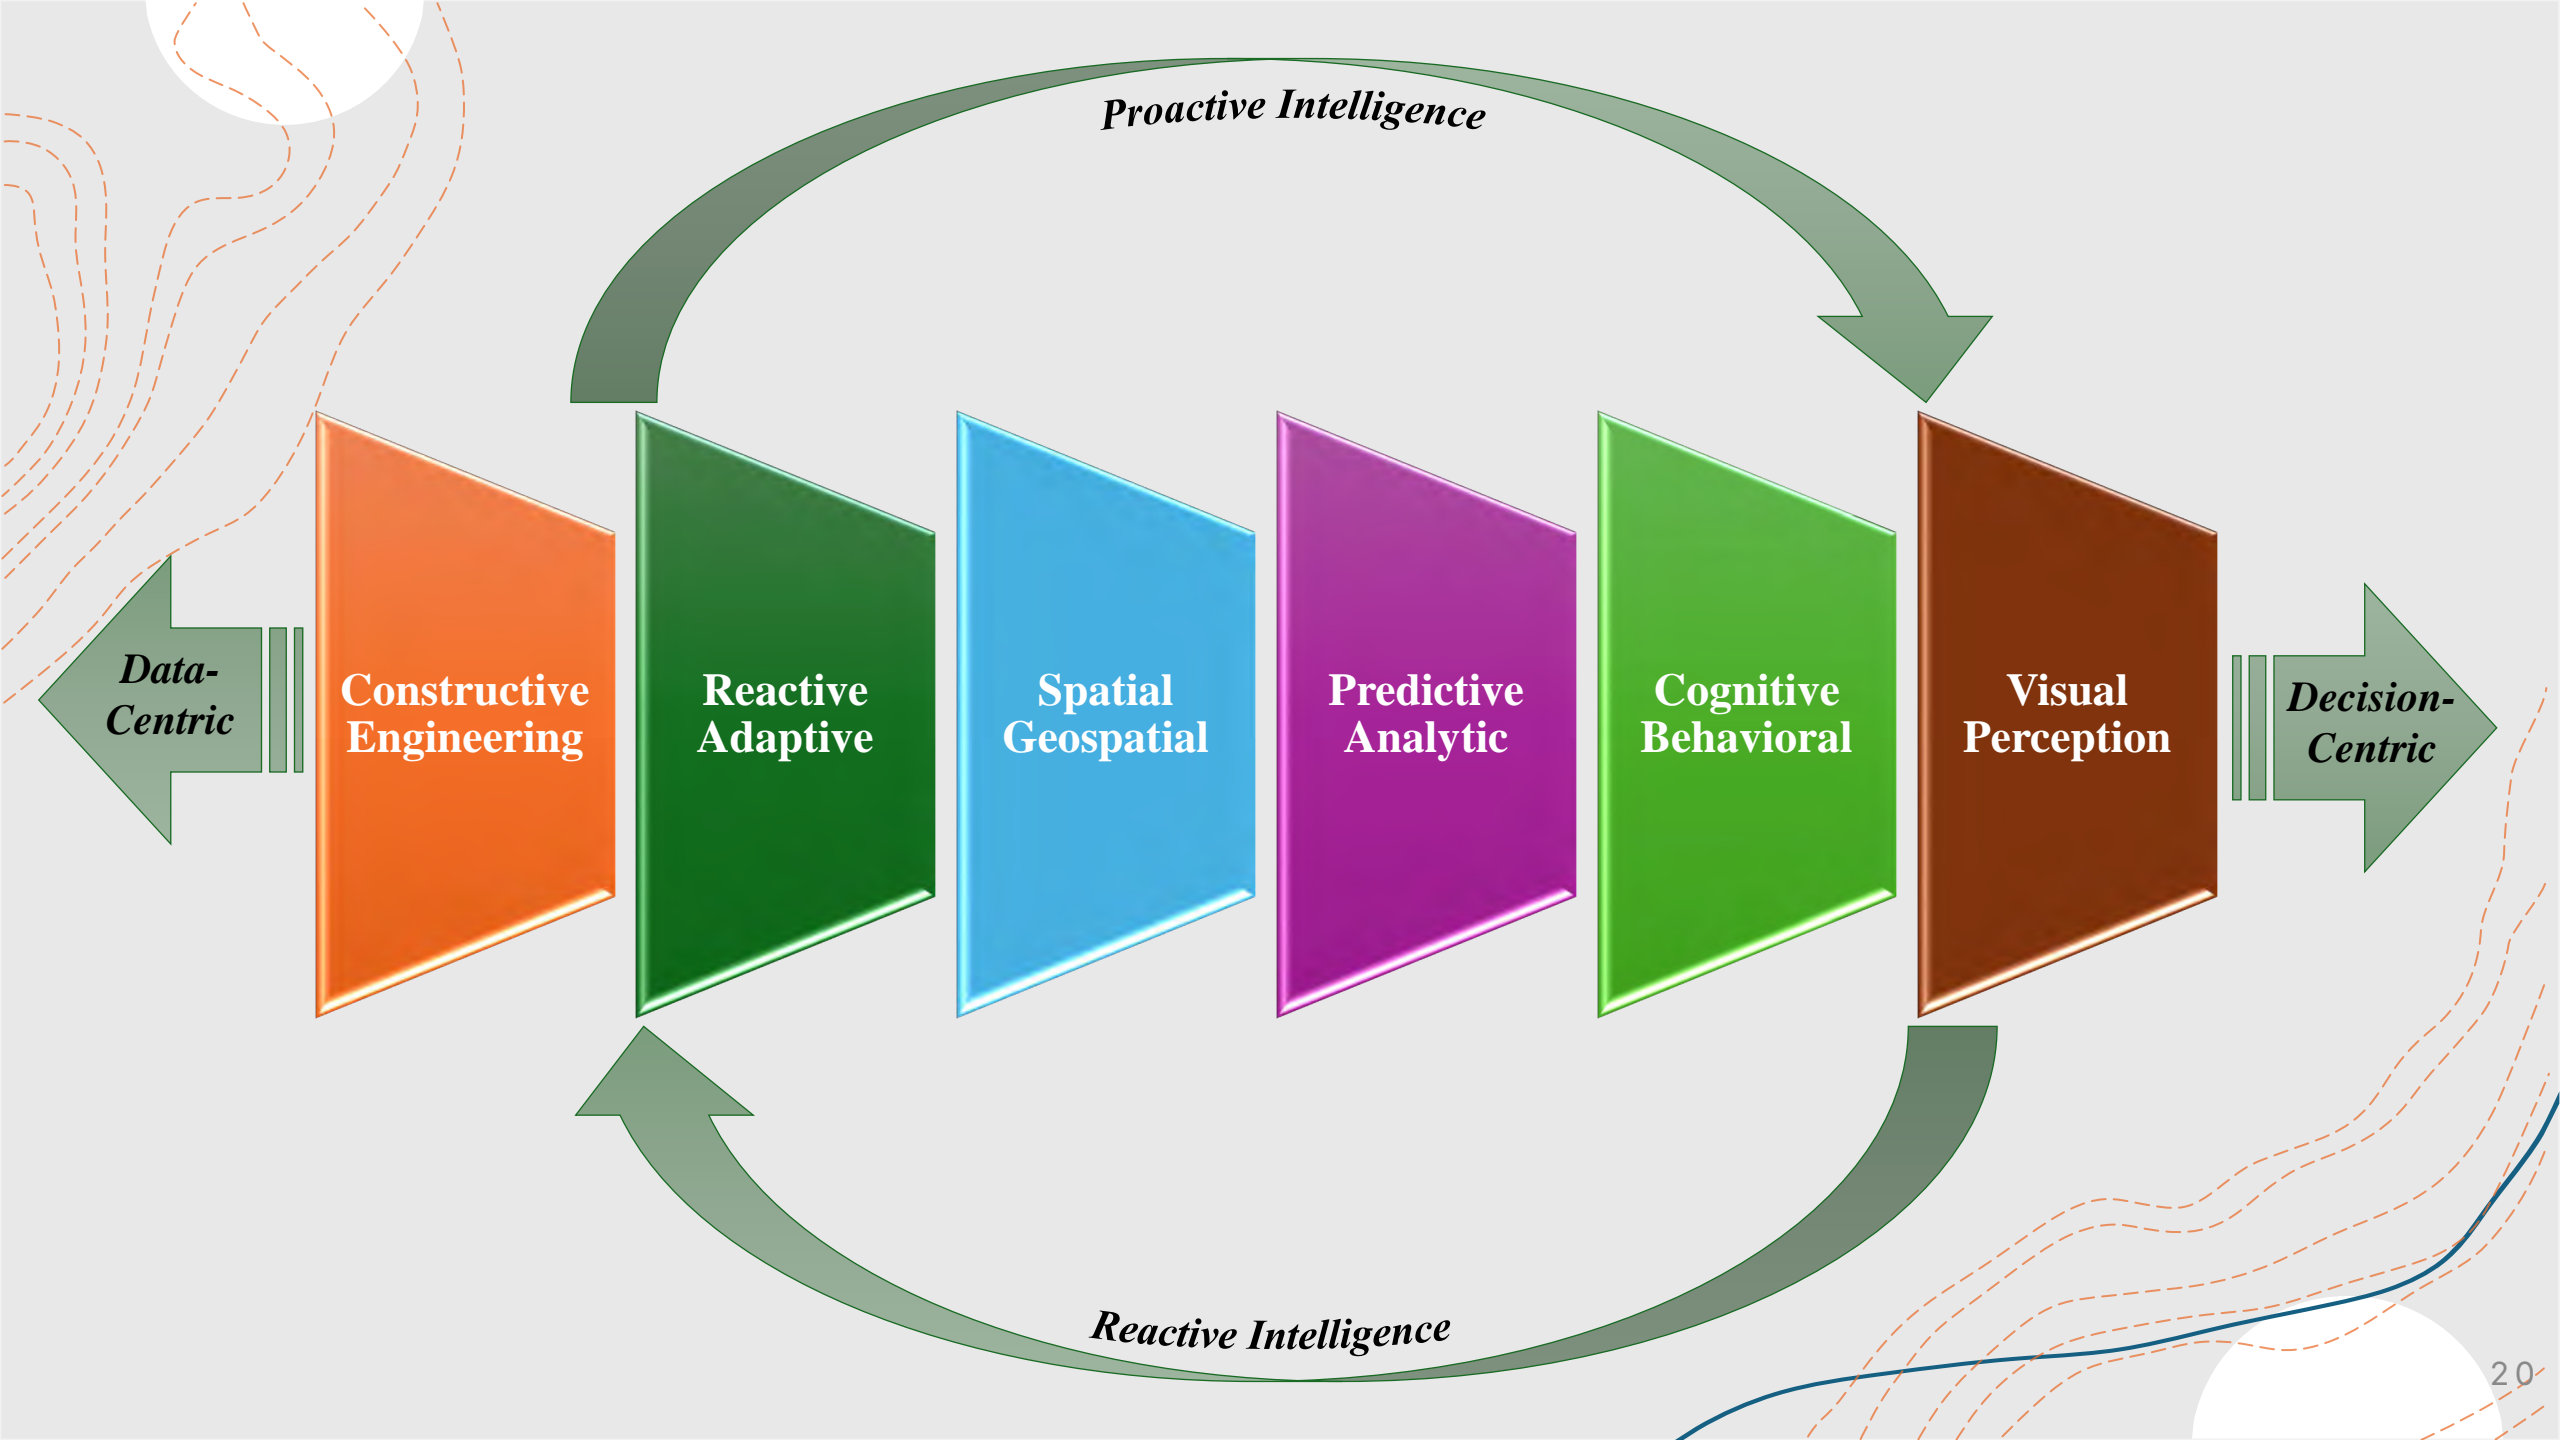 Proactive Intelligence
Data-
Centric
Constructive
Engineering
Reactive
Adaptive
Spatial
Geospatial
Predictive
Analytic
Cognitive
Behavioral
Visual
Perception
Decision-
Centric
Reactive Intelligence
20